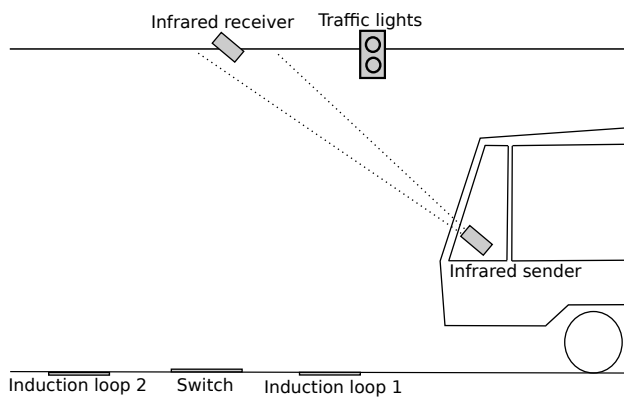 Infrared receiver
Traffic lights
Infrared sender
Induction loop 2
Switch
Induction loop 1